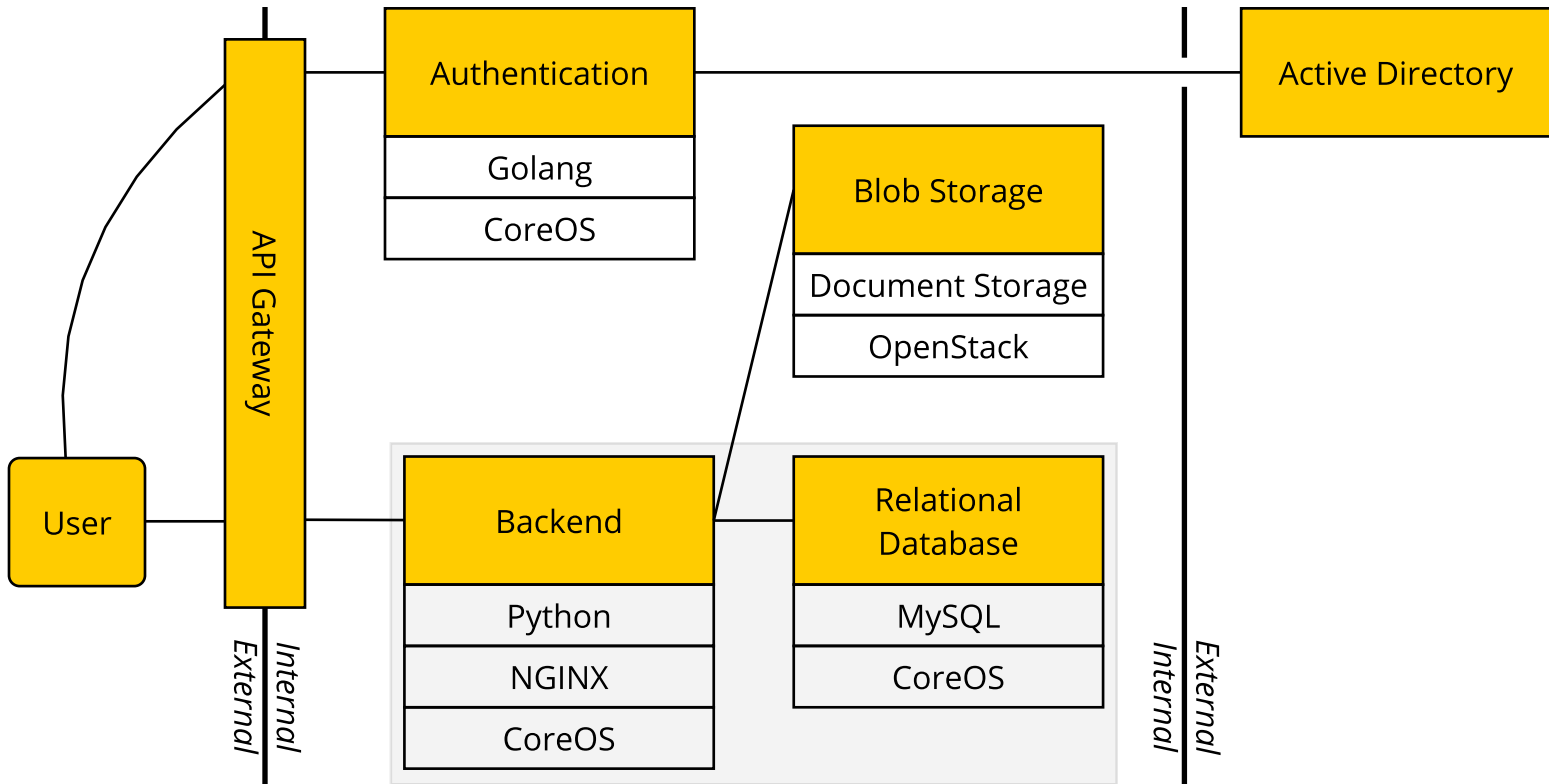 Authentication
Golang
CoreOS
Active Directory
Blob Storage
Document Storage
OpenStack
API Gateway
User
Backend
Python
NGINX
CoreOS
Relational
Database
MySQL
CoreOS
External
Internal
Internal
External